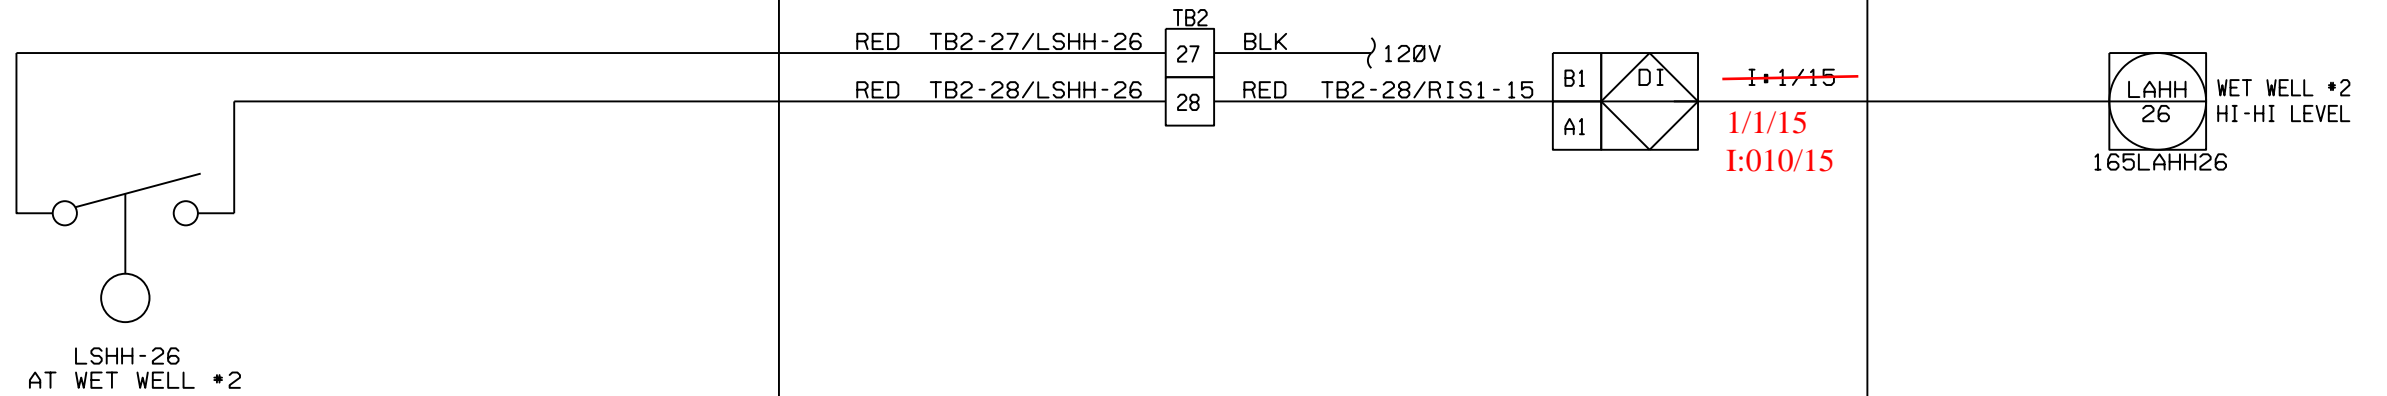 TB2
RED TB2-27/LSHH-26 27 BLK 120V
RED TB2-28/LSHH-26 28 RED TB2-28/RIS1-15
B1 DI I:1/15
A1
1/1/15
I:010/15
LAHH
26
WET WELL #2
HI-HI LEVEL
165LAHH26
LSHH-26
AT WET WELL #2